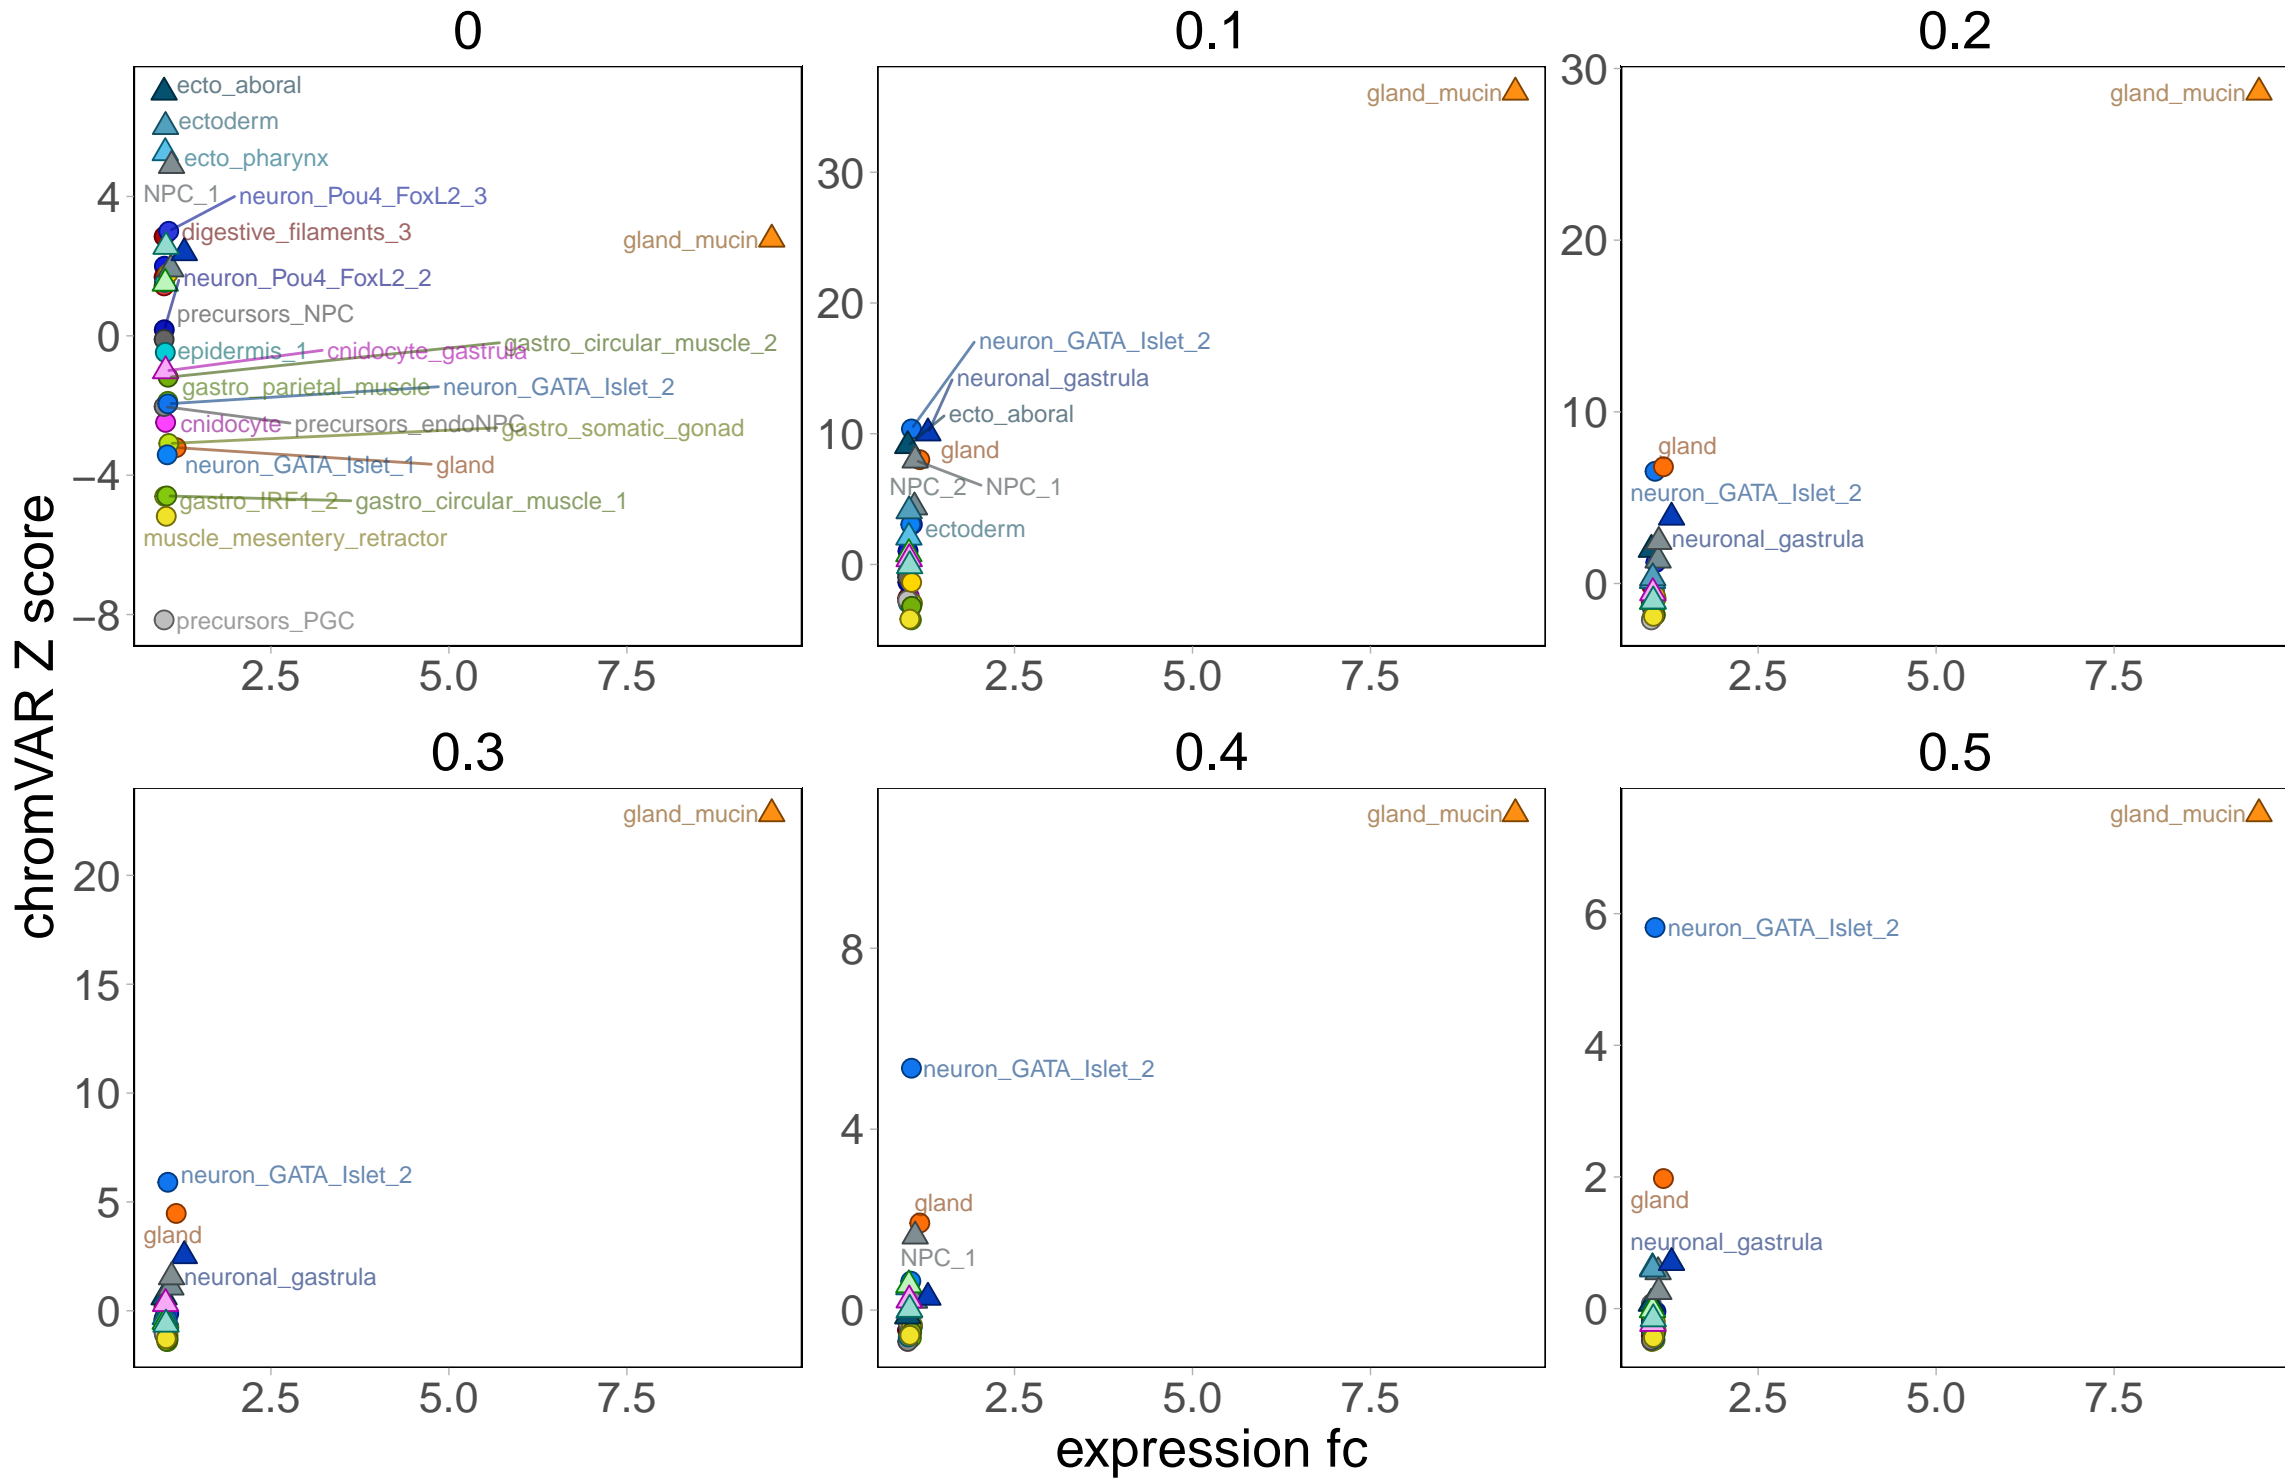 0
0.1
0.2
ecto_aboral
ectoderm
ecto_pharynx
NPC_1
neuron_Pou4_FoxL2_3
digestive_filaments_3
gland_mucin
neuron_Pou4_FoxL2_2
precursors_NPC
gastro_circular_muscle_2
epidermis_1
cnidocyte_gastrula
gastro_parietal_muscle
neuron_GATA_Islet_2
cnidocyte
precursors_endoNPC
gastro_somatic_gonad
neuron_GATA_Islet_1
gland
gastro_IRF1_2
gastro_circular_muscle_1
muscle_mesentery_retractor
precursors_PGC
4
0
−4
−8
2.5
5.0
7.5
gland_mucin
neuron_GATA_Islet_2
neuronal_gastrula
ecto_aboral
gland
NPC_2
NPC_1
ectoderm
30
20
10
0
2.5
5.0
7.5
gland_mucin
gland
neuron_GATA_Islet_2
neuronal_gastrula
30
20
10
0
2.5
5.0
7.5
chromVAR Z score
0.3
0.4
0.5
gland_mucin
neuron_GATA_Islet_2
gland
neuronal_gastrula
20
15
10
5
0
2.5
5.0
7.5
gland_mucin
neuron_GATA_Islet_2
gland
NPC_1
8
4
0
2.5
5.0
7.5
gland_mucin
neuron_GATA_Islet_2
gland
neuronal_gastrula
6
4
2
0
2.5
5.0
7.5
expression fc